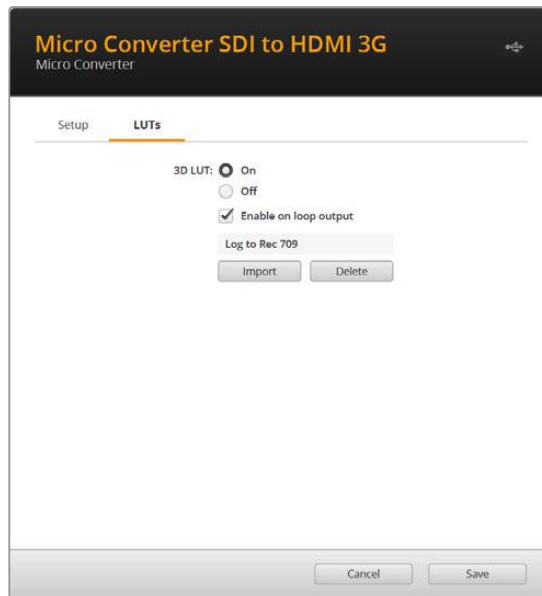 Micro Converter SDI to HDMI 3G
Micro Converter
Setup LUTs
3D LUT: On
Off
Enable on loop output
Log to Rec 709
Import Delete
Cancel Save